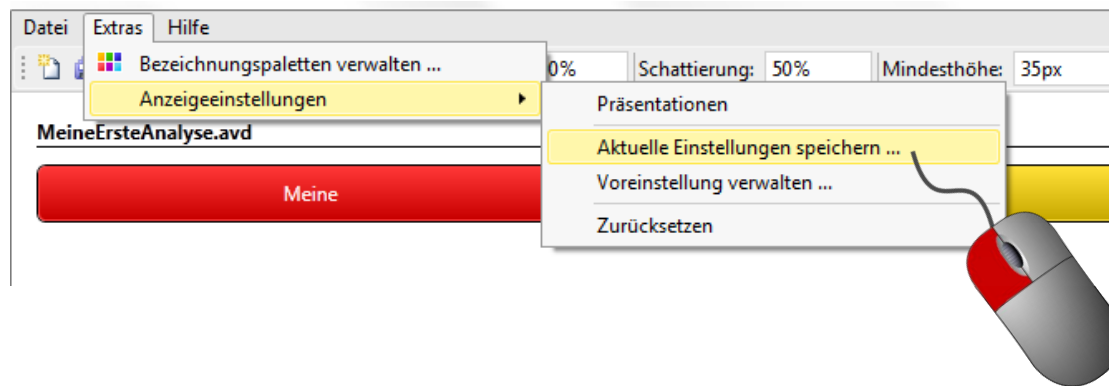 Datei Extras Hilfe
Bezeichnungspaletten verwalten ... 0% Schattierung: 50% Mindesthöhe: 35px
Anzeigeeinstellungen
Präsentationen
MeineErsteAnalyse.avd
Aktuelle Einstellungen speichern ...
Meine
Voreinstellung verwalten ...
Zurücksetzen